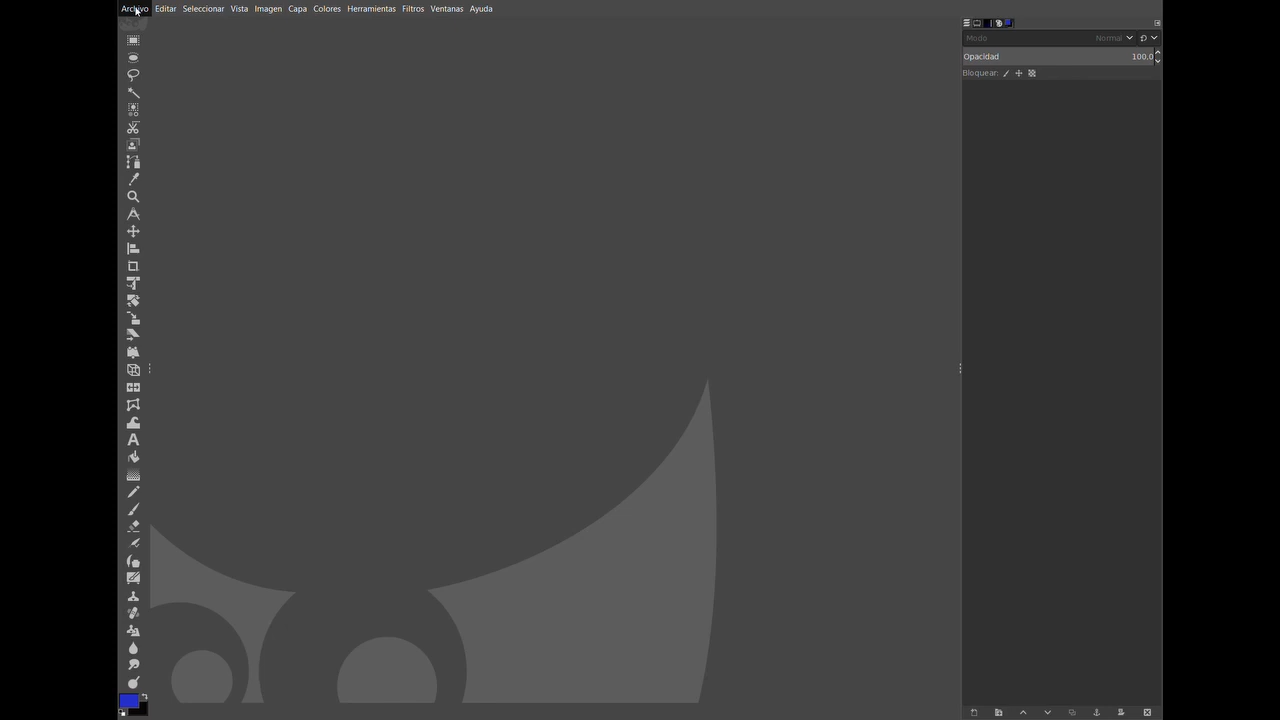 Archivo Editar Seleccionar Vista Imagen Capa Colores Herramientas Filtros Ventanas Ayuda
Modo Normal
Opacidad 100.0
Bloquear: